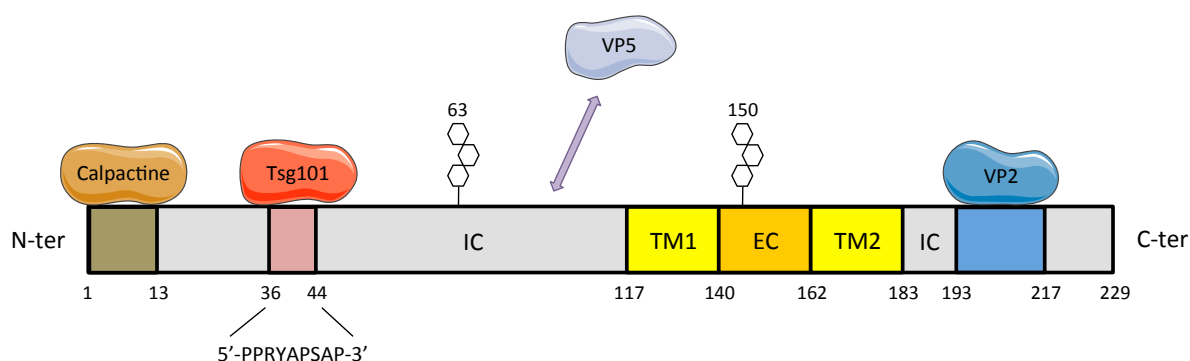 VP5
63
150
Calpactine
Tsg101
VP2
N-ter
IC
TM1
EC
TM2
IC
C-ter
1
13
36
44
117
140
162
183
193
217
229
5’-PPRYAPSAP-3’